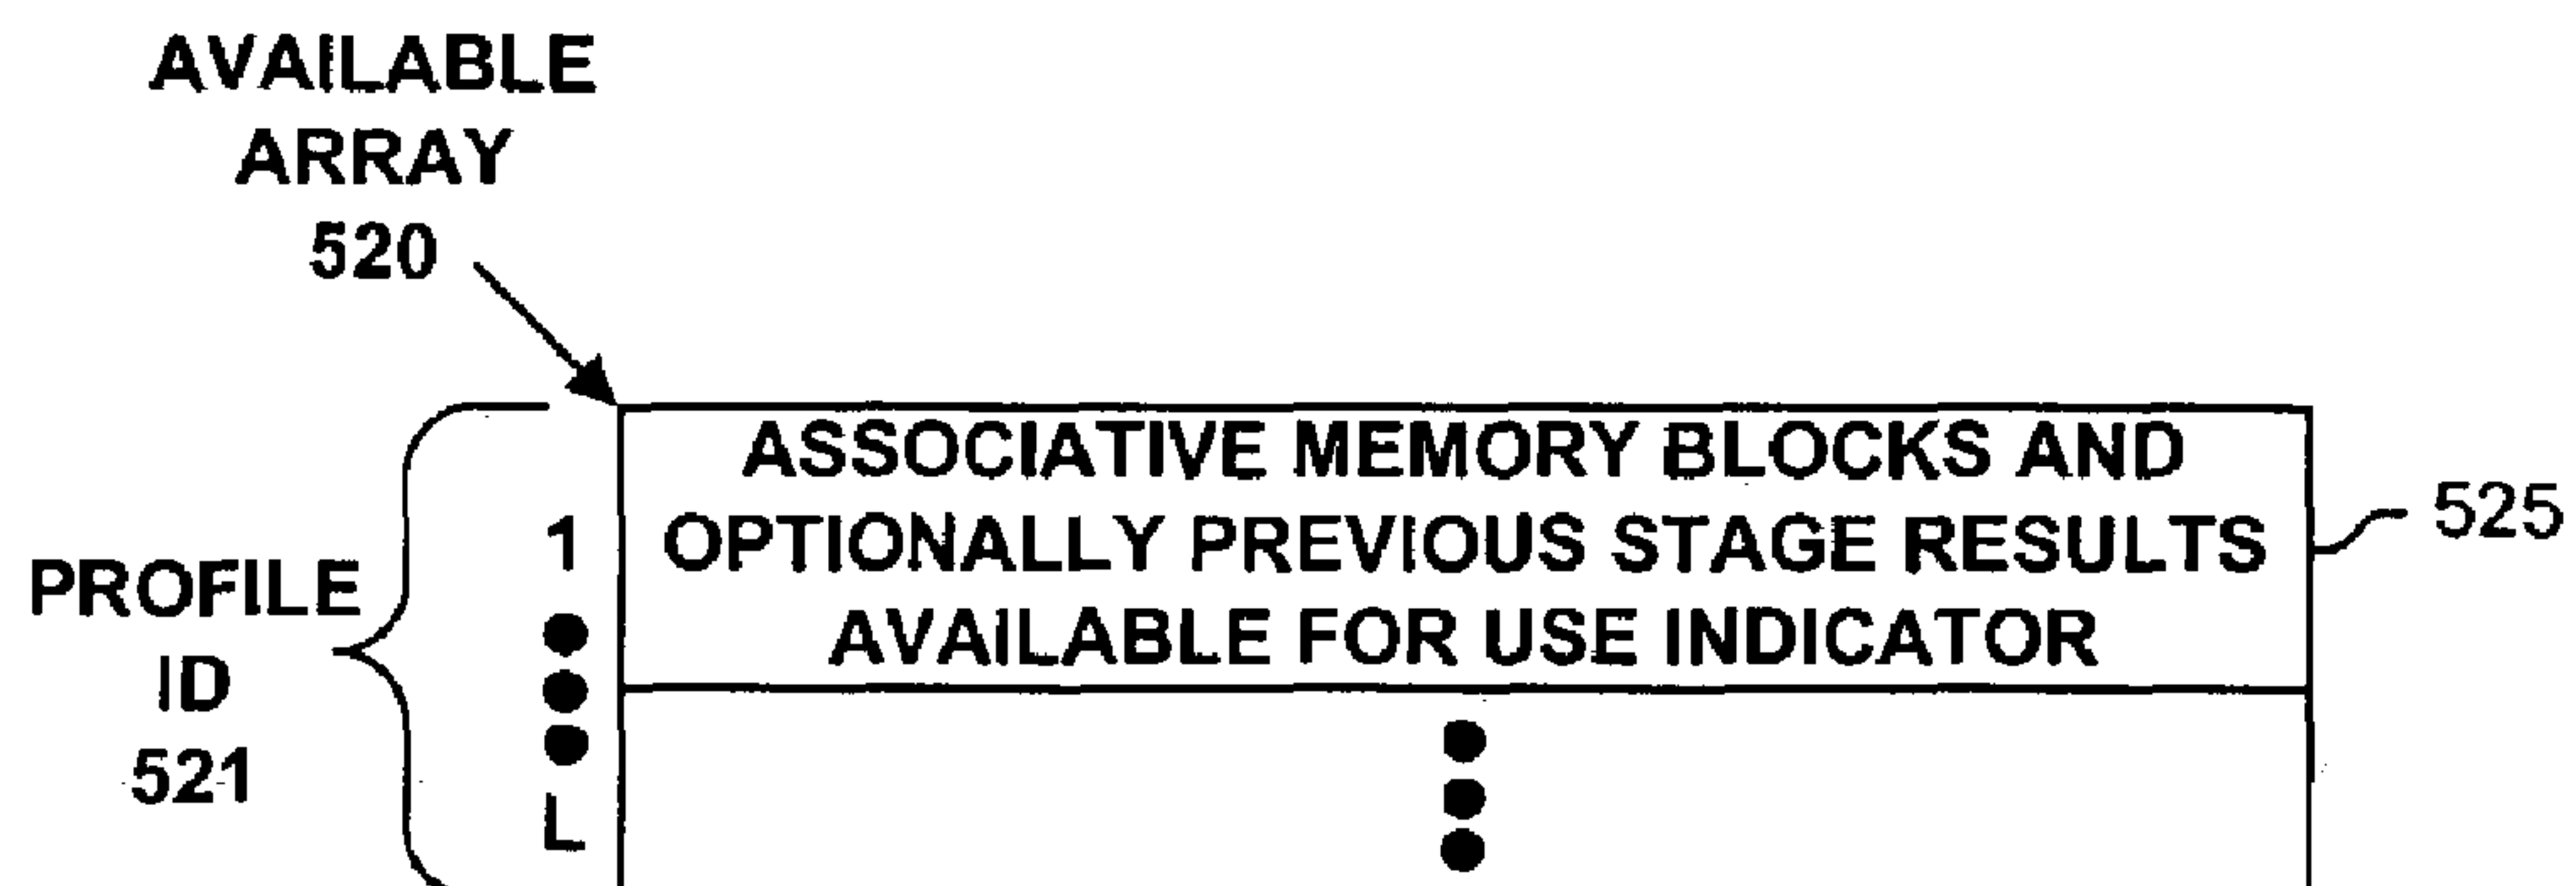 AVAILABLE
ARRAY
520
ASSOCIATIVE MEMORY BLOCKS AND
OPTIONALLY PREVIOUS STAGE RESULTS
AVAILABLE FOR USE INDICATOR
525
1
L
PROFILE
ID
521